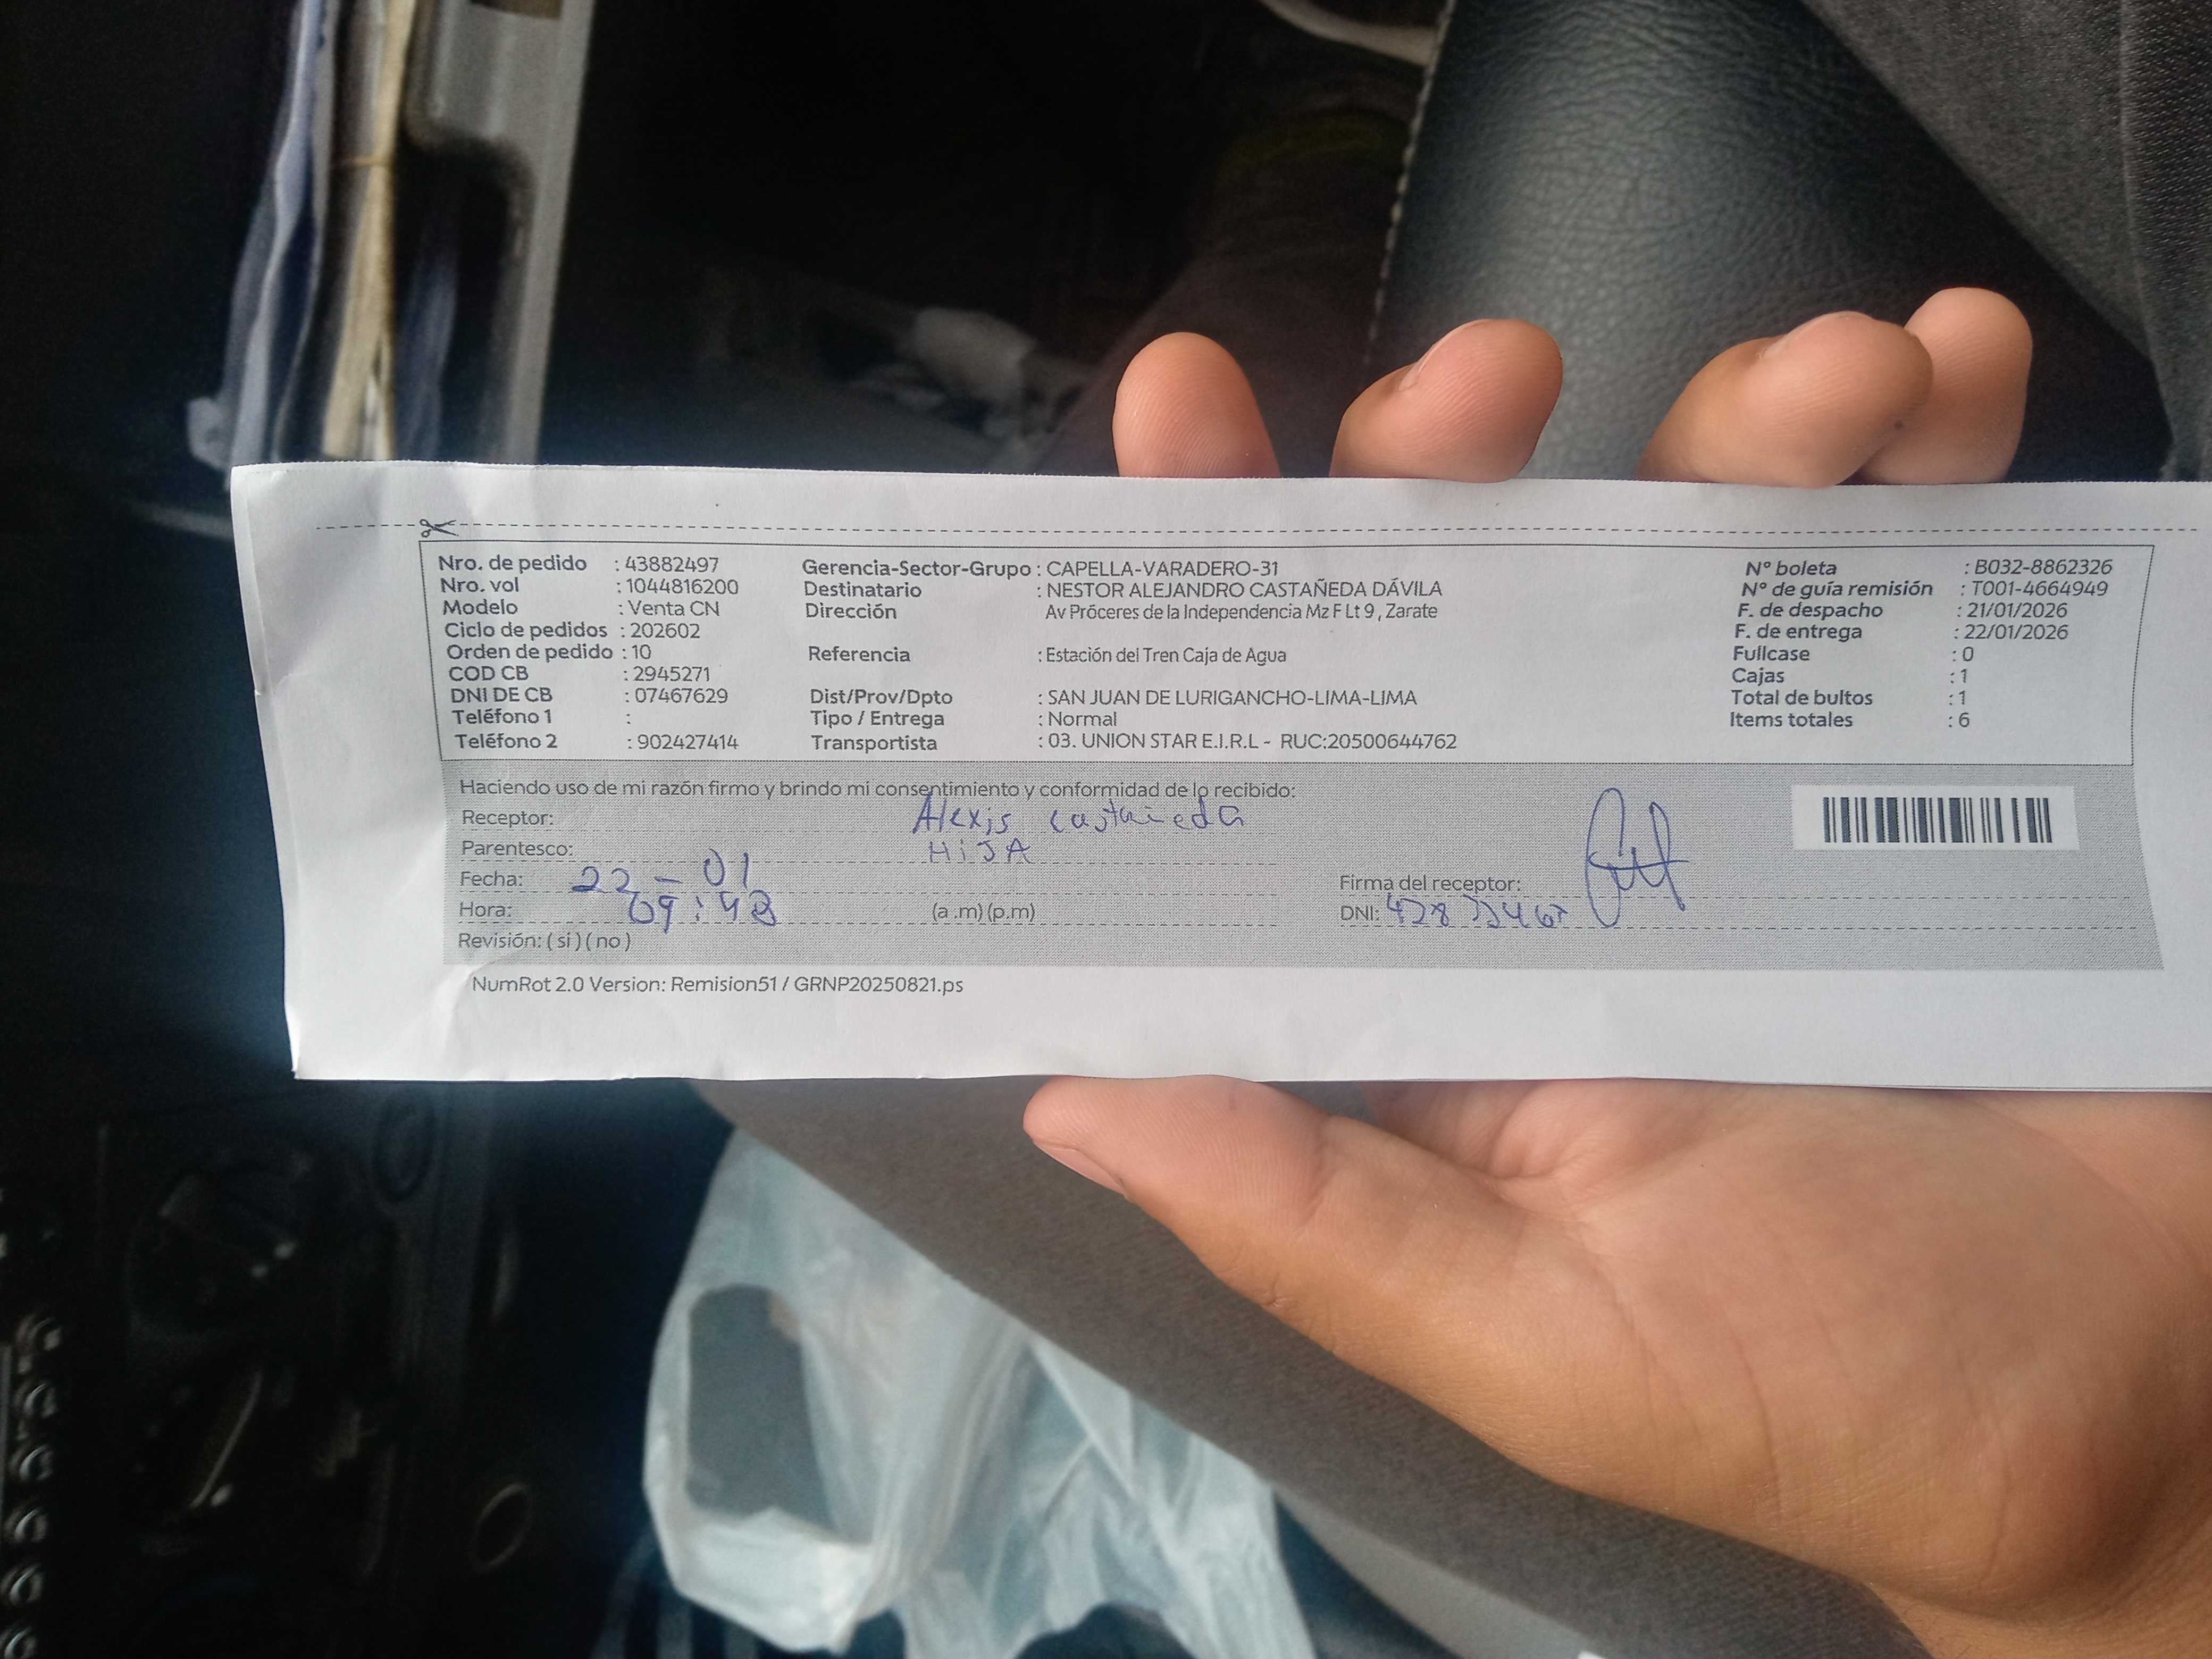 Nro. de pedido : 43882497 Gerencia-Sector-Grupo : CAPELLA-VARADERO-31 N° boleta : B032-8862326
Nro. vol : 1044816200 Destinatario : NESTOR ALEJANDRO CASTAÑEDA DÁVILA N° de guía remisión : T001-4664949
Modelo : Venta CN Dirección Av Próceres de la Independencia Mz F Lt 9 , Zarate F. de despacho : 21/01/2026
Ciclo de pedidos : 202602 F. de entrega : 22/01/2026
Orden de pedido : 10 Referencia : Estación del Tren Caja de Agua Fullcase : 0
COD CB : 2945271 Cajas : 1
DNI DE CB : 07467629 Dist/Prov/Dpto : SAN JUAN DE LURIGANCHO-LIMA-LIMA Total de bultos : 1
Teléfono 1 : Tipo / Entrega : Normal Items totales : 6
Teléfono 2 : 902427414 Transportista : 03. UNION STAR E.I.R.L - RUC:20500644762
Haciendo uso de mi razón firmo y brindo mi consentimiento y conformidad de lo recibido:
Receptor: Alexis castañeda
Parentesco: HiJA
Fecha: 22 - 01 Firma del receptor:
Hora: 09:48 (a .m) (p.m) DNI:
Revisión: ( si ) ( no )
NumRot 2.0 Version: Remision51 / GRNP20250821.ps